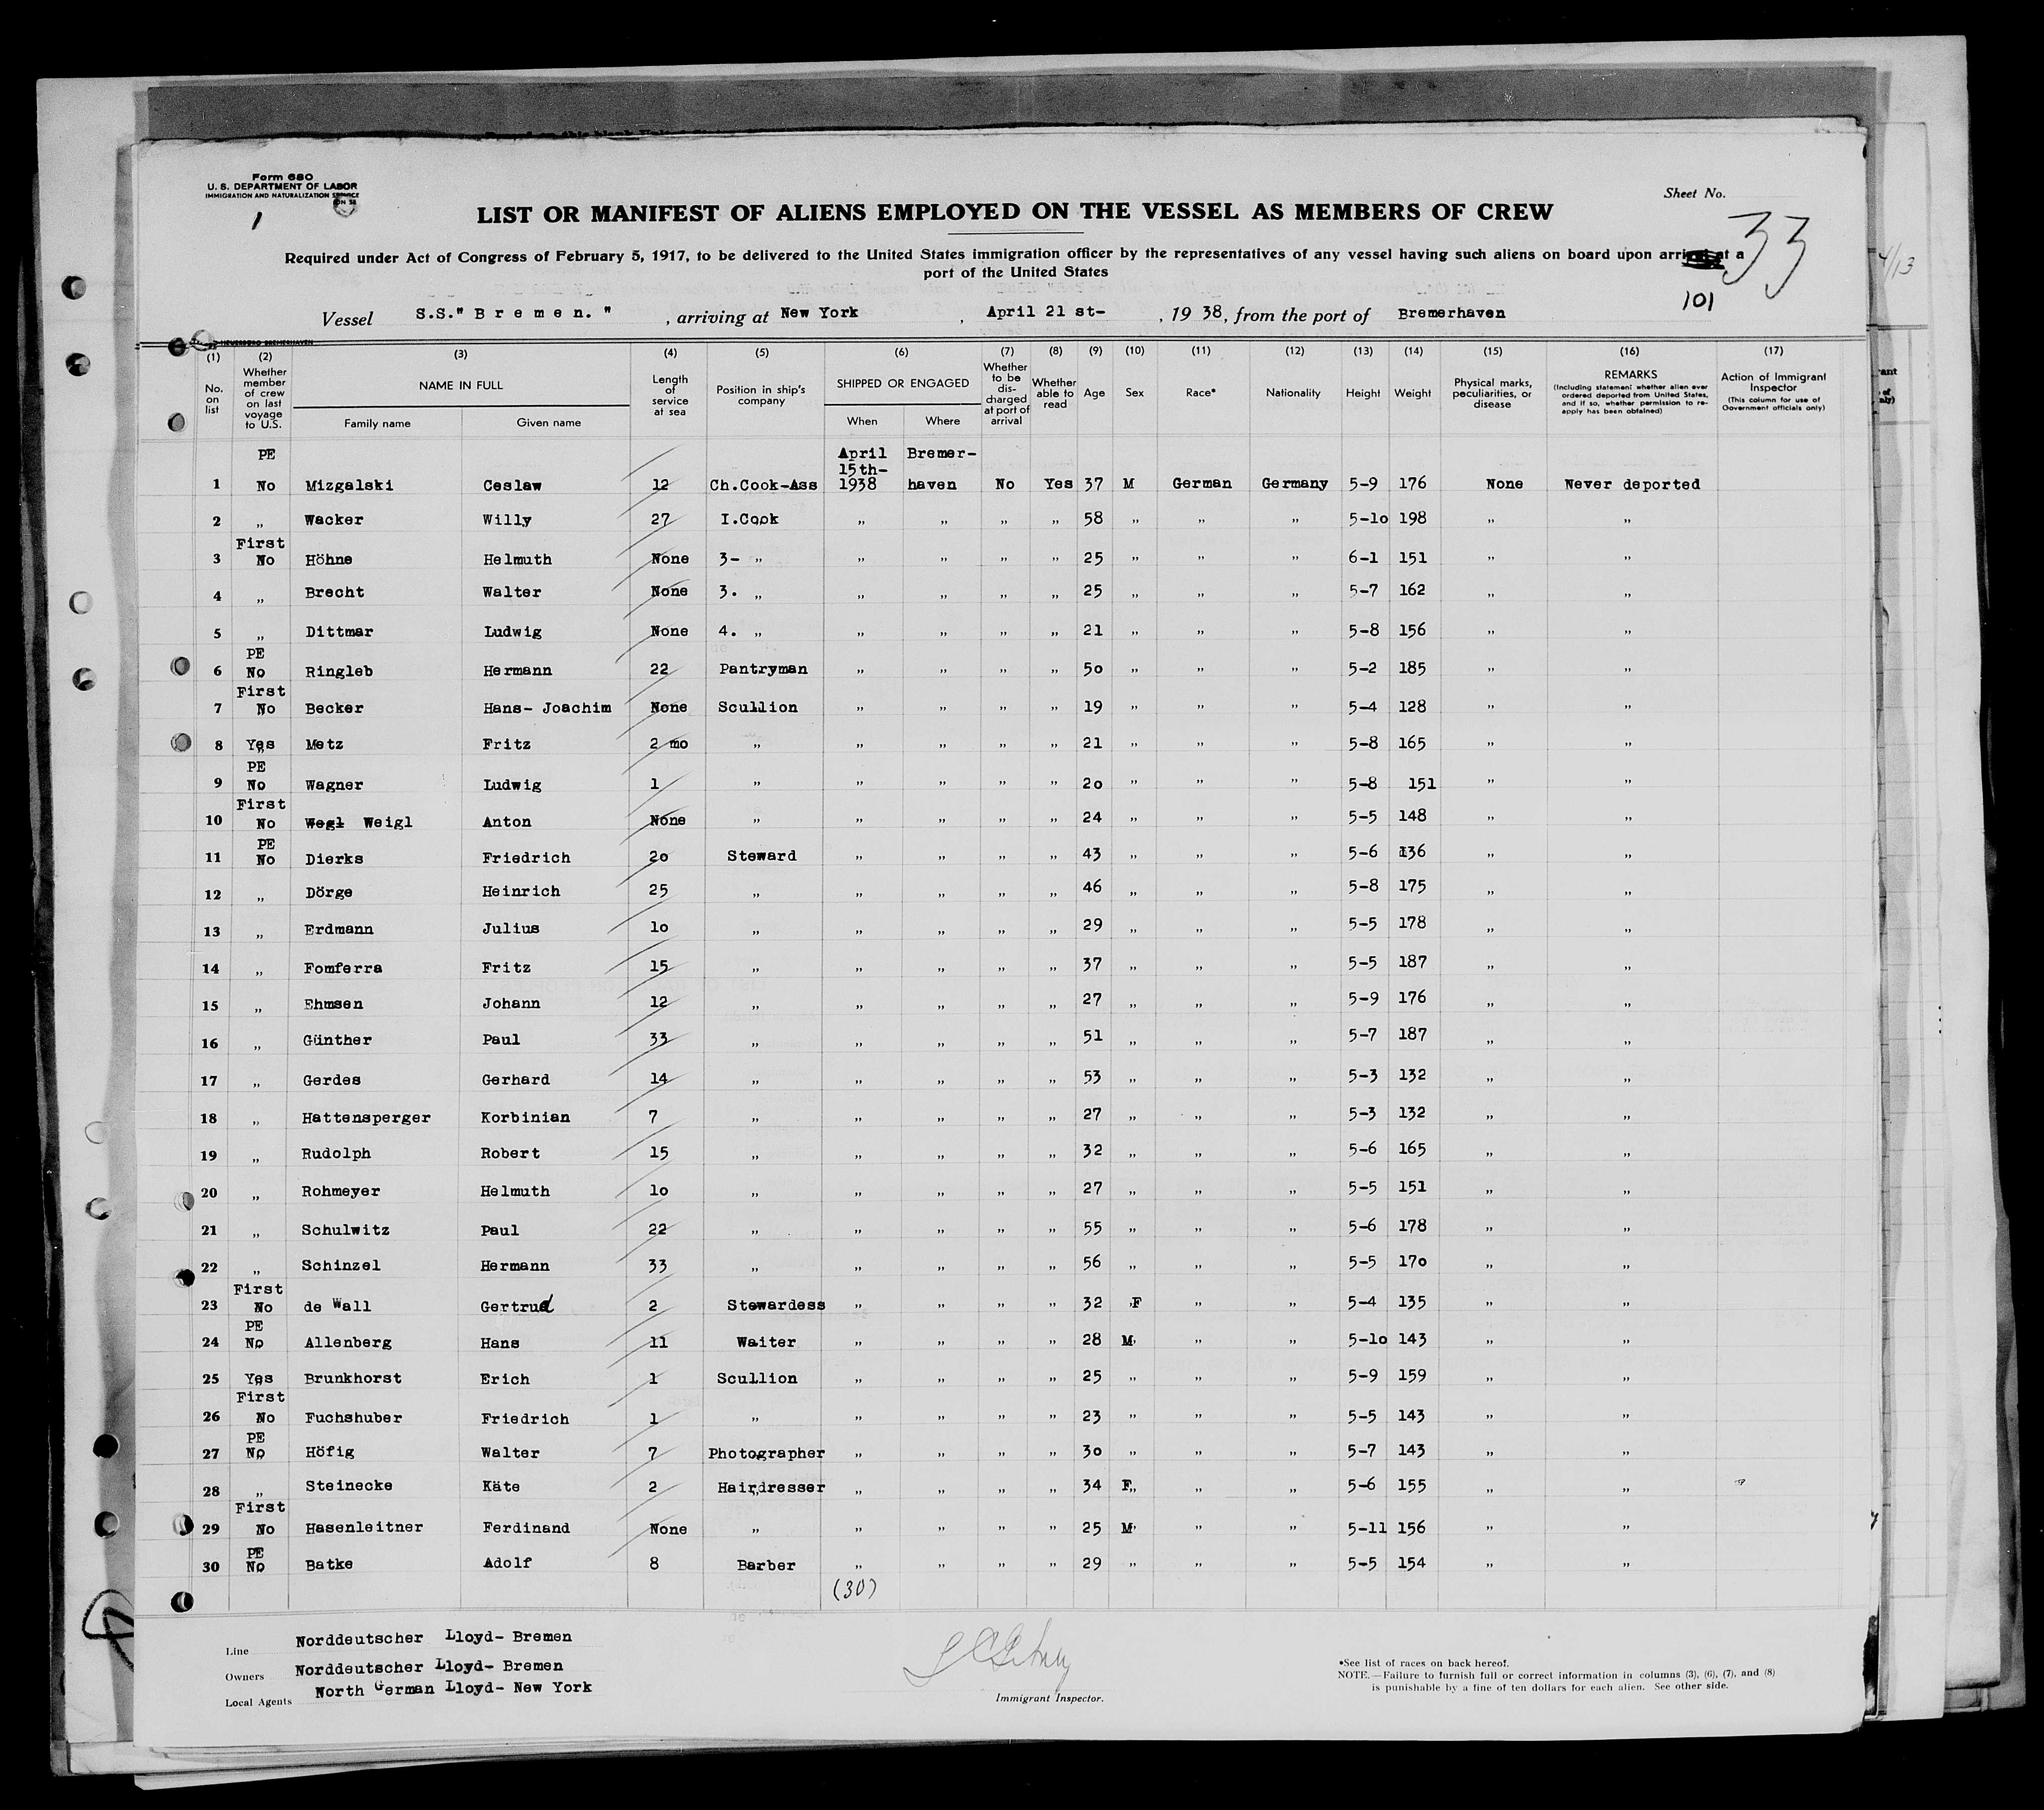 Form 680
U. S. DEPARTMENT OF LABOR
IMMIGRATION AND NATURALIZATION SERVICE
1
Sheet No.
33
LIST OR MANIFEST OF ALIENS EMPLOYED ON THE VESSEL AS MEMBERS OF CREW
Required under Act of Congress of February 5, 1917, to be delivered to the United States immigration officer by the representatives of any vessel having such aliens on board upon arrival at a
port of the United States
101
4/13
Vessel S.S." B r e m e n. " , arriving at New York , April 21 st- , 19 38, from the port of Bremerhaven
(1) (2) (3) (4) (5) (6) (7) (8) (9) (10) (11) (12) (13) (14) (15) (16) (17)
No. on list
Whether member of crew on last voyage to U.S.
NAME IN FULL
Family name Given name
Length of service at sea
Position in ship's company
SHIPPED OR ENGAGED
When Where
Whether to be discharged at port of arrival
Whether able to read
Age
Sex
Race*
Nationality
Height
Weight
Physical marks, peculiarities, or disease
REMARKS
(Including statement whether alien ever ordered deported from United States, and if so, whether permission to re-apply has been obtained)
Action of Immigrant Inspector
(This column for use of Government officials only)
PE April 15th- Bremer-
1 No Mizgalski Ceslaw 12 Ch.Cook-Ass 1938 haven No Yes 37 M German Germany 5-9 176 None Never deported
2 „ Wacker Willy 27 I.Cook „ „ „ „ 58 „ „ „ 5-1o 198 „ „
First
3 No Höhne Helmuth None 3- „ „ „ „ „ 25 „ „ „ 6-1 151 „ „
4 „ Brecht Walter None 3. „ „ „ „ „ 25 „ „ „ 5-7 162 „ „
5 „ Dittmar Ludwig None 4. „ „ „ „ „ 21 „ „ „ 5-8 156 „ „
PE
6 No Ringleb Hermann 22 Pantryman „ „ „ „ 5o „ „ „ 5-2 185 „ „
First
7 No Becker Hans- Joachim None Scullion „ „ „ „ 19 „ „ „ 5-4 128 „ „
8 Yes Metz Fritz 2 mo „ „ „ „ „ 21 „ „ „ 5-8 165 „ „
PE
9 No Wagner Ludwig 1 „ „ „ „ „ 2o „ „ „ 5-8 151 „ „
First
10 No Wegl Weigl Anton None „ „ „ „ „ 24 „ „ „ 5-5 148 „ „
PE
11 No Dierks Friedrich 2o Steward „ „ „ „ 43 „ „ „ 5-6 136 „ „
12 „ Dörge Heinrich 25 „ „ „ „ „ 46 „ „ „ 5-8 175 „ „
13 „ Erdmann Julius 1o „ „ „ „ „ 29 „ „ „ 5-5 178 „ „
14 „ Fomferra Fritz 15 „ „ „ „ „ 37 „ „ „ 5-5 187 „ „
15 „ Ehmsen Johann 12 „ „ „ „ „ 27 „ „ „ 5-9 176 „ „
16 „ Günther Paul 33 „ „ „ „ „ 51 „ „ „ 5-7 187 „ „
17 „ Gerdes Gerhard 14 „ „ „ „ „ 53 „ „ „ 5-3 132 „ „
18 „ Hattensperger Korbinian 7 „ „ „ „ „ 27 „ „ „ 5-3 132 „ „
19 „ Rudolph Robert 15 „ „ „ „ „ 32 „ „ „ 5-6 165 „ „
20 „ Rohmeyer Helmuth 1o „ „ „ „ „ 27 „ „ „ 5-5 151 „ „
21 „ Schulwitz Paul 22 „ „ „ „ „ 55 „ „ „ 5-6 178 „ „
22 „ Schinzel Hermann 33 „ „ „ „ „ 56 „ „ „ 5-5 17o „ „
First
23 No de Wall Gertrud 2 Stewardess „ „ „ „ 32 F „ „ 5-4 135 „ „
PE
24 No Allenberg Hans 11 Waiter „ „ „ „ 28 M „ „ 5-1o 143 „ „
25 Yes Brunkhorst Erich 1 Scullion „ „ „ „ 25 „ „ „ 5-9 159 „ „
First
26 No Fuchshuber Friedrich 1 „ „ „ „ „ 23 „ „ „ 5-5 143 „ „
PE
27 No Höfig Walter 7 Photographer „ „ „ „ 3o „ „ „ 5-7 143 „ „
28 „ Steinecke Käte 2 Hairdresser „ „ „ „ 34 F „ „ 5-6 155 „ „
First
29 No Hasenleitner Ferdinand None „ „ „ „ „ 25 M „ „ 5-11 156 „ „
PE
30 No Batke Adolf 8 Barber „ „ „ „ 29 „ „ „ 5-5 154 „ „
(30)
Line Norddeutscher Lloyd- Bremen
Owners Norddeutscher Lloyd- Bremen
Local Agents North German Lloyd- New York
Immigrant Inspector.
*See list of races on back hereof.
NOTE.—Failure to furnish full or correct information in columns (3), (6), (7), and (8)
is punishable by a fine of ten dollars for each alien. See other side.